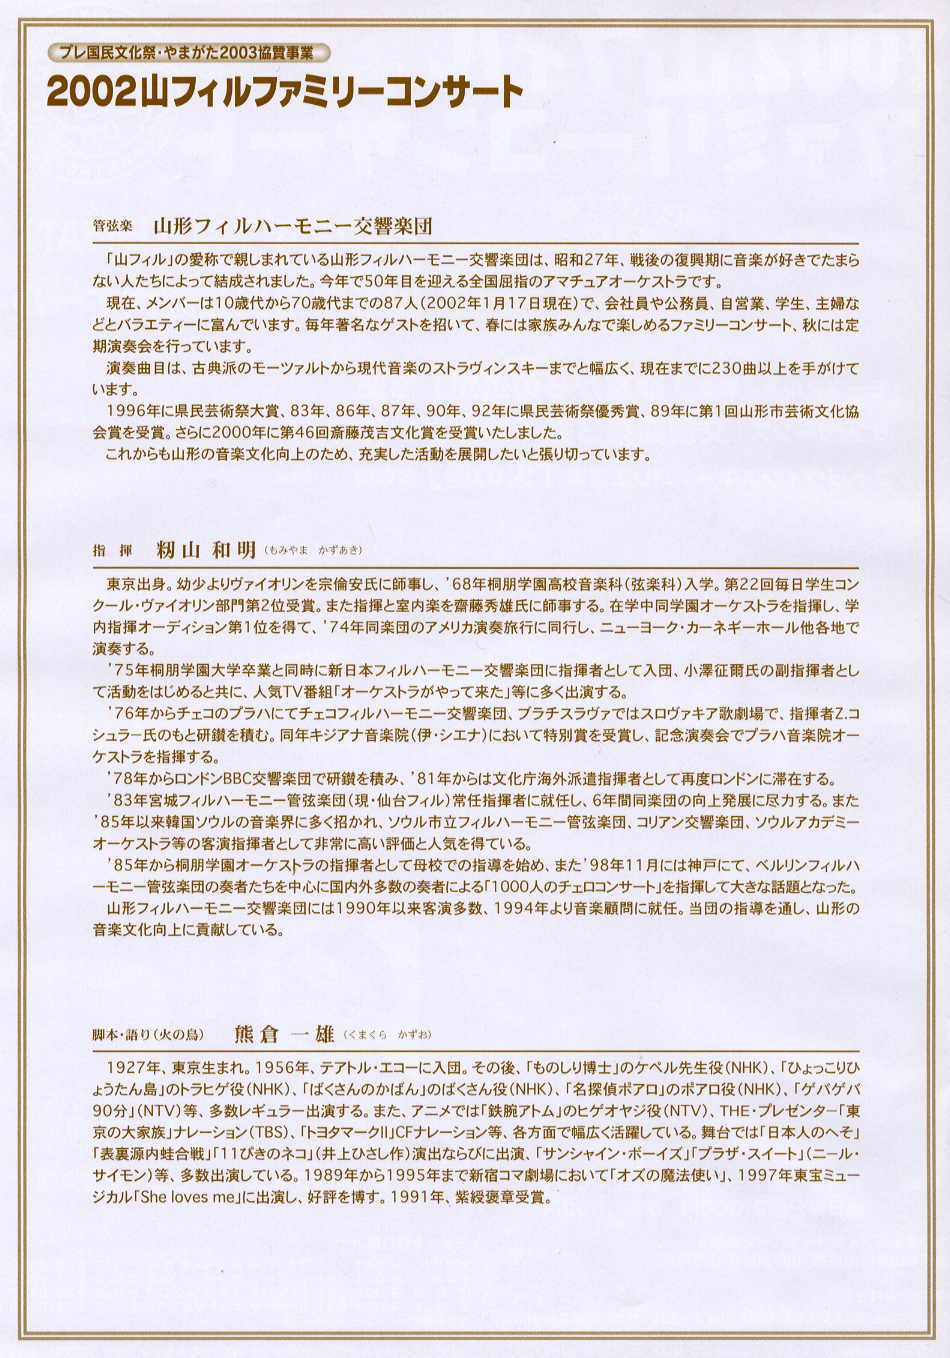 プレ国民文化祭・やまがた2003協賛事業
2002山フィルファミリーコンサート
管弦楽 山形フィルハーモニー交響楽団
「山フィル」の愛称で親しまれている山形フィルハーモニー交響楽団は、昭和27年、戦後の復興期に音楽が好きでたまら
ない人たちによって結成されました。今年で50年目を迎える全国屈指のアマチュアオーケストラです。
現在、メンバーは10歳代から70歳代までの87人（2002年1月17日現在）で、会社員や公務員、自営業、学生、主婦な
どとバラエティーに富んでいます。毎年著名なゲストを招いて、春には家族みんなで楽しめるファミリーコンサート、秋には定
期演奏会を行っています。
演奏曲目は、古典派のモーツァルトから現代音楽のストラヴィンスキーまでと幅広く、現在までに230曲以上を手がけて
います。
1996年に県民芸術祭大賞、83年、86年、87年、90年、92年に県民芸術祭優秀賞、89年に第1回山形市芸術文化協
会賞を受賞。さらに2000年に第46回斎藤茂吉文化賞を受賞いたしました。
これからも山形の音楽文化向上のため、充実した活動を展開したいと張り切っています。
指 揮 籾山 和明（もみやま かずあき）
東京出身。幼少よりヴァイオリンを宗倫安氏に師事し、'68年桐朋学園高校音楽科（弦楽科）入学。第22回毎日学生コン
クール・ヴァイオリン部門第2位受賞。また指揮と室内楽を齋藤秀雄氏に師事する。在学中同学園オーケストラを指揮し、学
内指揮オーディション第1位を得て、'74年同楽団のアメリカ演奏旅行に同行し、ニューヨーク・カーネギーホール他各地で
演奏する。
'75年桐朋学園大学卒業と同時に新日本フィルハーモニー交響楽団に指揮者として入団、小澤征爾氏の副指揮者とし
て活動をはじめると共に、人気TV番組「オーケストラがやって来た」等に多く出演する。
'76年からチェコのプラハにてチェコフィルハーモニー交響楽団、ブラチスラヴァではスロヴァキア歌劇場で、指揮者Z.コ
シュラー氏のもと研鑽を積む。同年キジアナ音楽院（伊・シエナ）において特別賞を受賞し、記念演奏会でプラハ音楽院オー
ケストラを指揮する。
'78年からロンドンBBC交響楽団で研鑽を積み、'81年からは文化庁海外派遣指揮者として再度ロンドンに滞在する。
'83年宮城フィルハーモニー管弦楽団（現・仙台フィル）常任指揮者に就任し、6年間同楽団の向上発展に尽力する。また
'85年以来韓国ソウルの音楽界に多く招かれ、ソウル市立フィルハーモニー管弦楽団、コリアン交響楽団、ソウルアカデミー
オーケストラ等の客演指揮者として非常に高い評価と人気を得ている。
'85年から桐朋学園オーケストラの指揮者として母校での指導を始め、また'98年11月には神戸にて、ベルリンフィルハ
ーモニー管弦楽団の奏者たちを中心に国内外多数の奏者による「1000人のチェロコンサート」を指揮して大きな話題となった。
山形フィルハーモニー交響楽団には1990年以来客演多数、1994年より音楽顧問に就任。当団の指導を通し、山形の
音楽文化向上に貢献している。
脚本・語り（火の鳥） 熊倉 一雄（くまくら かずお）
1927年、東京生まれ。1956年、テアトル・エコーに入団。その後、「ものしり博士」のケペル先生役（NHK）、「ひょっこりひ
ょうたん島」のトラヒゲ役（NHK）、「ばくさんのかばん」のばくさん役（NHK）、「名探偵ポアロ」のポアロ役（NHK）、「ゲバゲバ
90分」（NTV）等、多数レギュラー出演する。また、アニメでは「鉄腕アトム」のヒゲオヤジ役（NTV）、THE・プレゼンター「東
京の大家族」ナレーション（TBS）、「トヨタマークII」CFナレーション等、各方面で幅広く活躍している。舞台では「日本人のへそ」
「表裏源内蛙合戦」「11ぴきのネコ」（井上ひさし作）演出ならびに出演、「サンシャイン・ボーイズ」「プラザ・スイート」（ニール・
サイモン）等、多数出演している。1989年から1995年まで新宿コマ劇場において「オズの魔法使い」、1997年東宝ミュー
ジカル「She loves me」に出演し、好評を博す。1991年、紫綬褒章受賞。